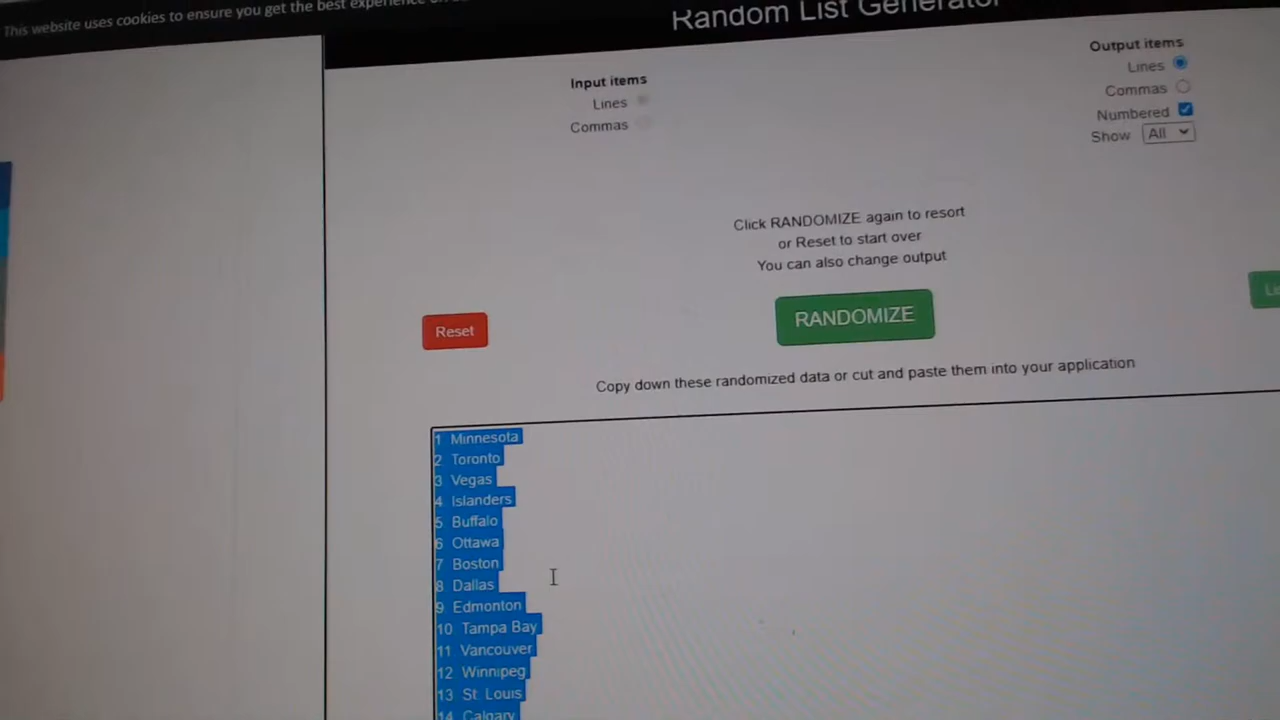 This website uses cookies to ensure you get the best experience on
Random List Generator
Input items
Lines
Commas
Output items
Lines
Commas
Numbered
Show All
Click RANDOMIZE again to resort
or Reset to start over
You can also change output
Reset
RANDOMIZE
Copy down these randomized data or cut and paste them into your application
1 Minnesota
2 Toronto
3 Vegas
4 Islanders
5 Buffalo
6 Ottawa
7 Boston
8 Dallas
9 Edmonton
10 Tampa Bay
11 Vancouver
12 Winnipeg
13 St. Louis
14 Calgary